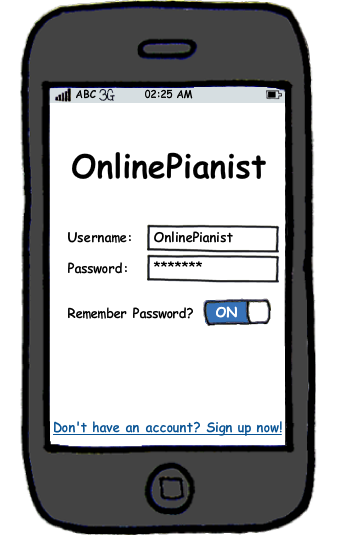 ABC 3G 02:25 AM
OnlinePianist
Username: OnlinePianist
Password: *******
Remember Password? ON
Don't have an account? Sign up now!